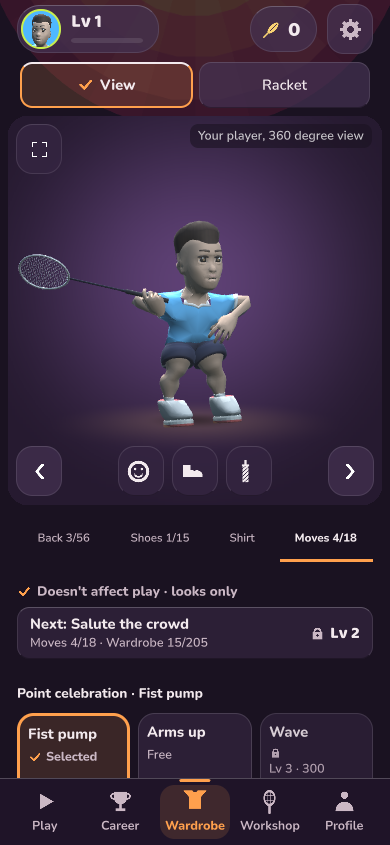 Lv 1
0
View
Racket
Your player, 360 degree view
Back 3/56
Shoes 1/15
Shirt
Moves 4/18
Doesn't affect play · looks only
Next: Salute the crowd
Moves 4/18 · Wardrobe 15/205
Lv 2
Point celebration · Fist pump
Fist pump
Selected
Arms up
Free
Wave
Lv 3 · 300
Play
Career
Wardrobe
Workshop
Profile